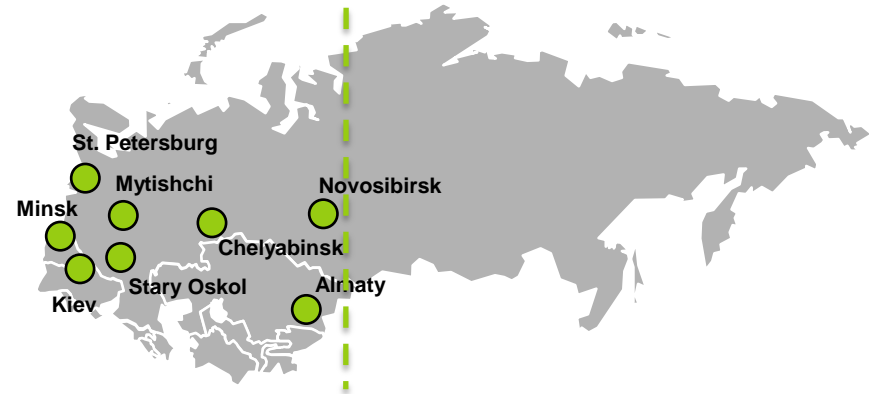 St. Petersburg
Mytishchi
Novosibirsk
Minsk
Chelyabinsk
Stary Oskol
Almaty
Kiev